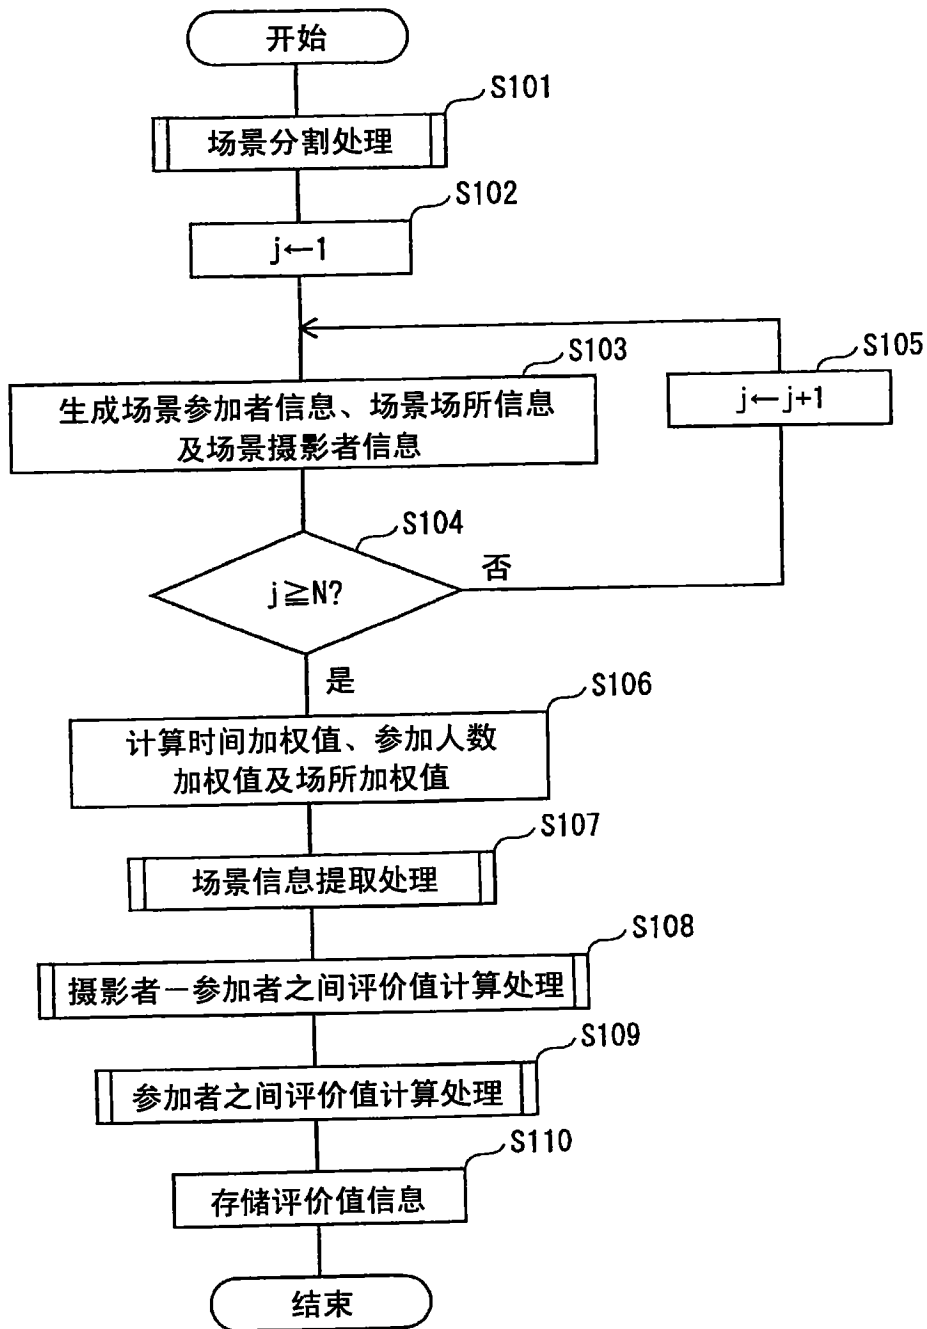 开始
S101
场景分割处理
S102
j←1
S103
生成场景参加者信息、场景场所信息
及场景摄影者信息
S105
j←j+1
S104
j≧N?
否
是
S106
计算时间加权值、参加人数
加权值及场所加权值
S107
场景信息提取处理
S108
摄影者－参加者之间评价值计算处理
S109
参加者之间评价值计算处理
S110
存储评价值信息
结束